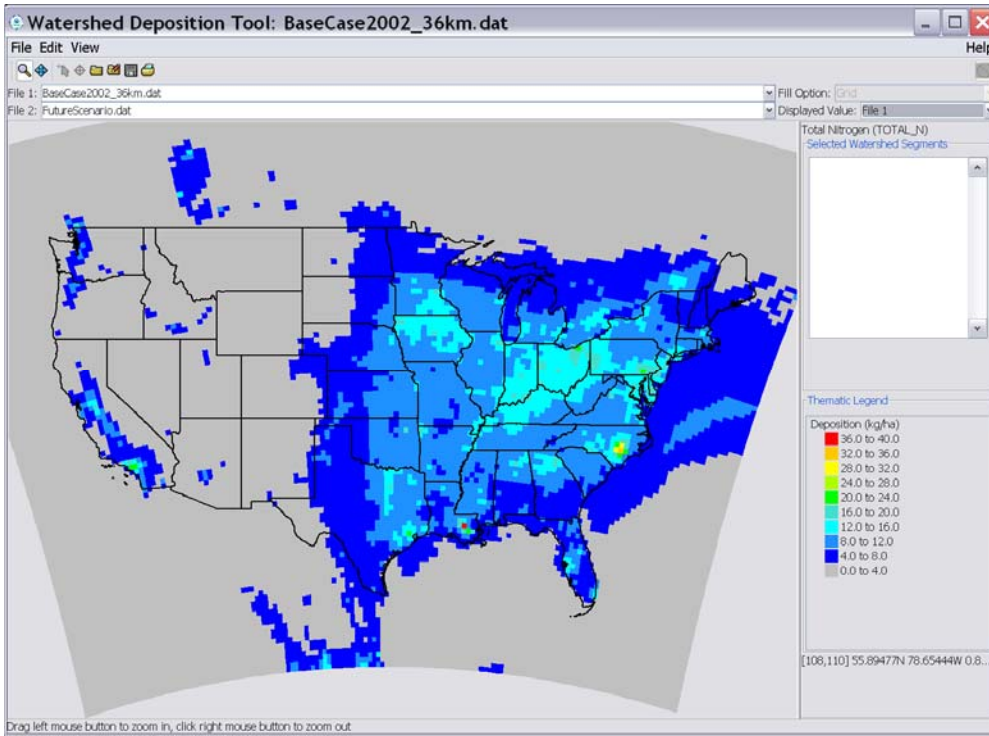 Watershed Deposition Tool: BaseCase2002_36km.dat
File Edit View Help
File 1: BaseCase2002_36km.dat Fill Option: Grid
File 2: FutureScenario.dat Displayed Value: File 1
Total Nitrogen (TOTAL_N)
Selected Watershed Segments
Thematic Legend
Deposition (kg/ha)
36.0 to 40.0
32.0 to 36.0
28.0 to 32.0
24.0 to 28.0
20.0 to 24.0
16.0 to 20.0
12.0 to 16.0
8.0 to 12.0
4.0 to 8.0
0.0 to 4.0
[108,110] 55.89477N 78.65444W 0.8...
Drag left mouse button to zoom in, click right mouse button to zoom out